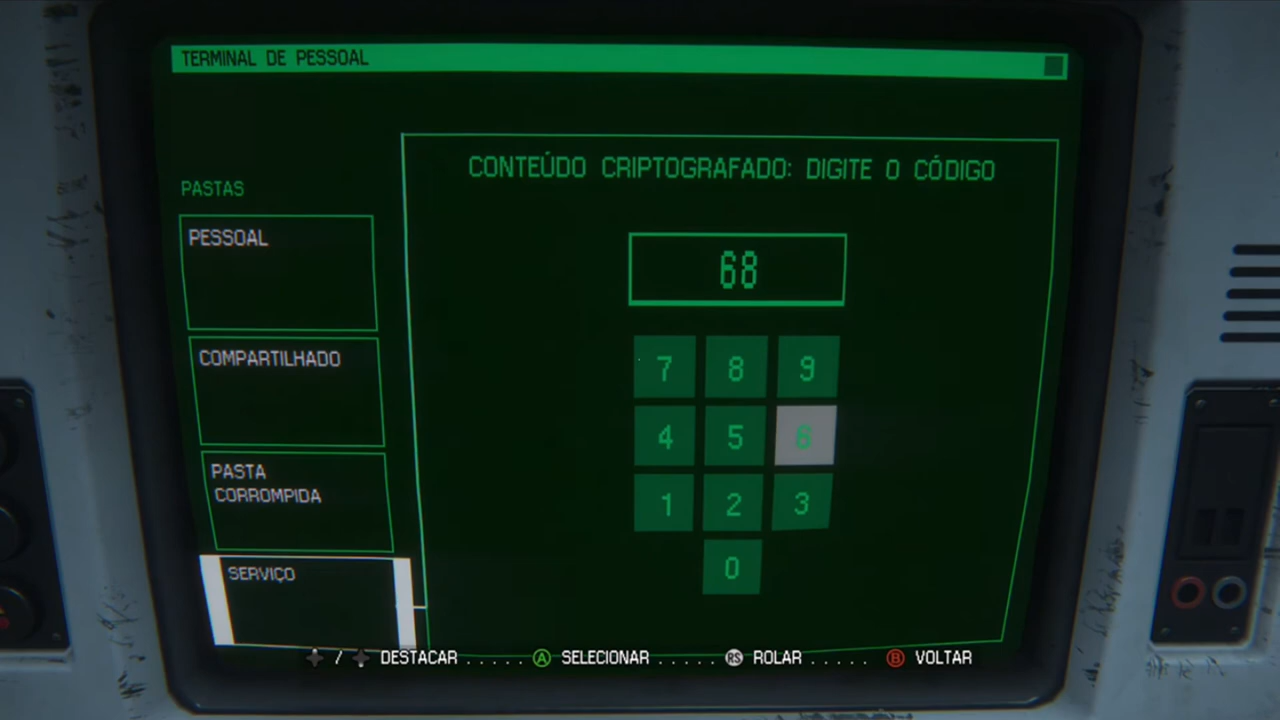 TERMINAL DE PESSOAL
PASTAS
PESSOAL
COMPARTILHADO
PASTA
CORROMPIDA
SERVIÇO
CONTEÚDO CRIPTOGRAFADO: DIGITE O CÓDIGO
68
7 8 9
4 5 6
1 2 3
0
/ DESTACAR ..... A SELECIONAR ..... RS ROLAR ..... B VOLTAR